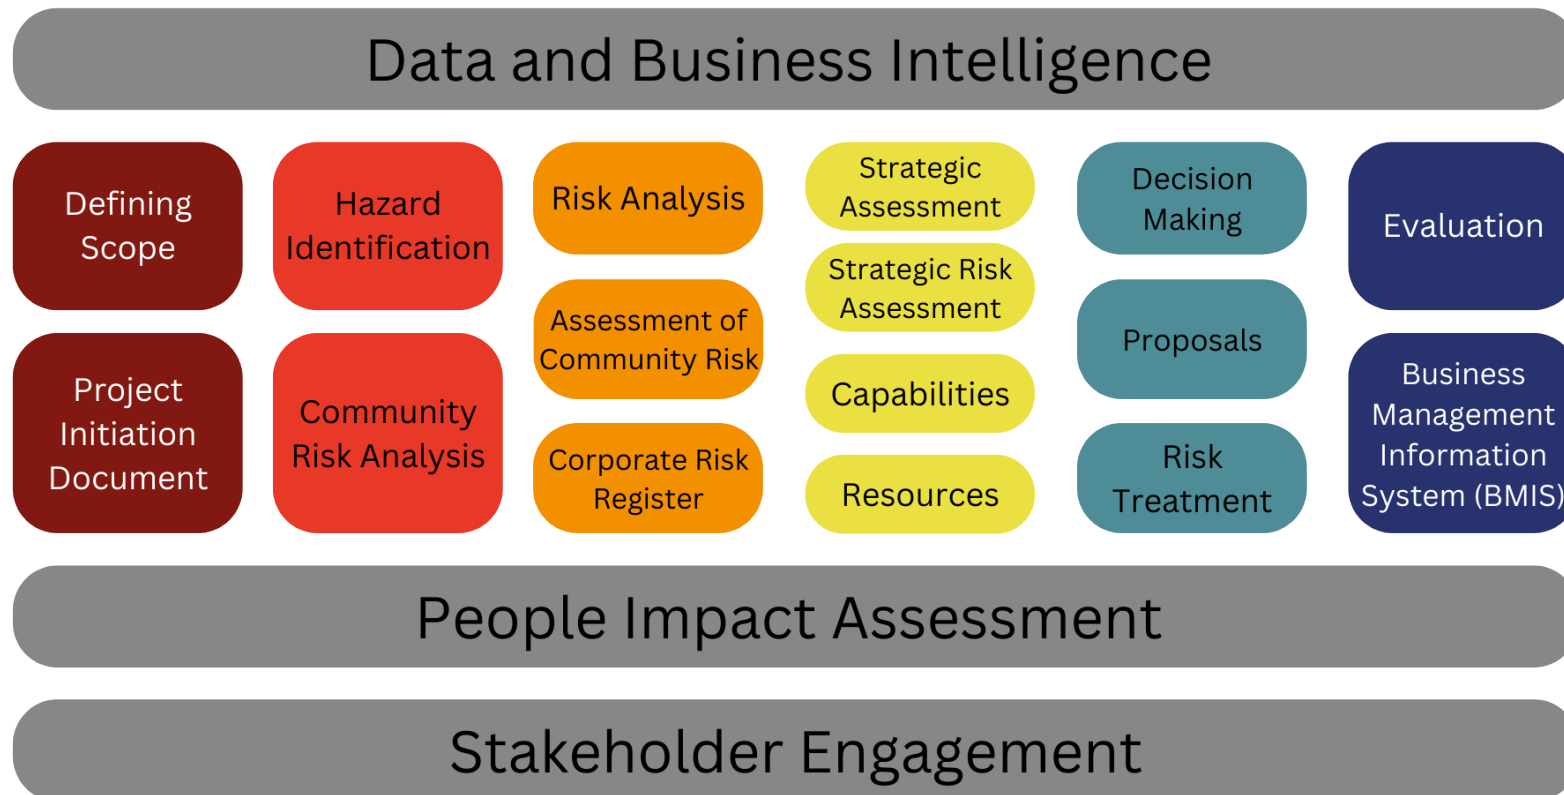 Data and Business Intelligence
Defining
Scope
Project
Initiation
Document
Hazard
Identification
Community
Risk Analysis
Risk Analysis
Assessment of
Community Risk
Corporate Risk
Register
Strategic
Assessment
Strategic Risk
Assessment
Capabilities
Resources
Decision
Making
Proposals
Risk
Treatment
Evaluation
Business
Management
Information
System (BMIS)
People Impact Assessment
Stakeholder Engagement